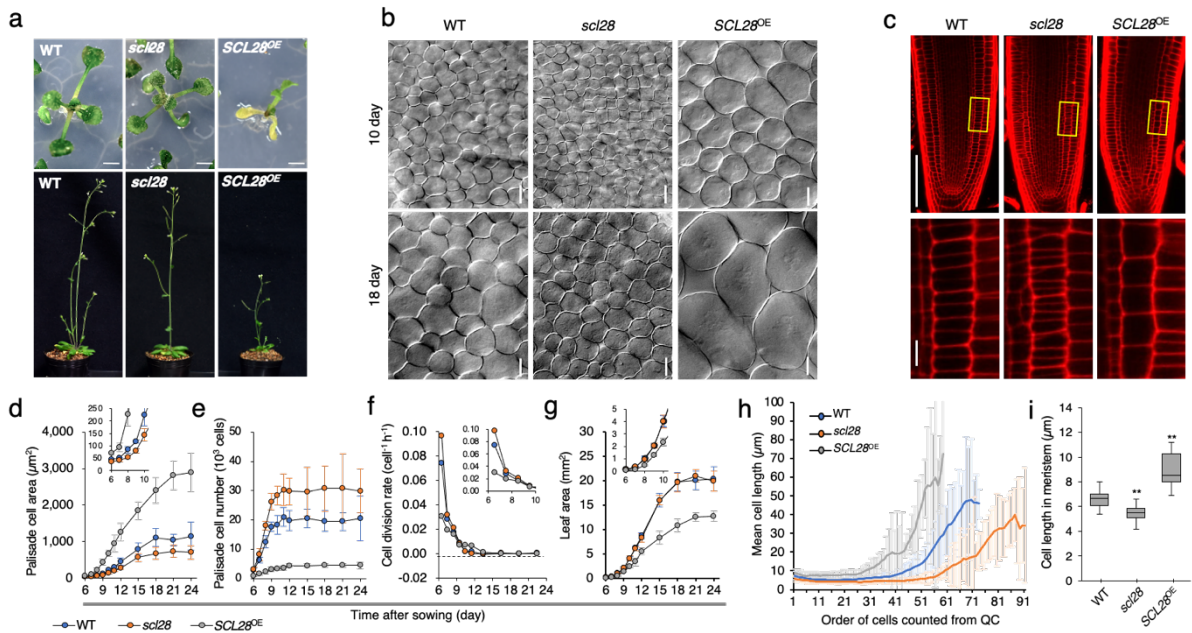 a
WT
scl28
SCL28OE
WT
scl28
SCL28OE
b
WT
scl28
SCL28OE
10 day
18 day
c
WT
scl28
SCL28OE
d
Palisade cell area (μm²)
4,000
3,000
2,000
1,000
0
250
200
150
100
50
0
6 8 10
6 9 12 15 18 21 24
e
Palisade cell number (10³ cells)
50
40
30
20
10
0
6 9 12 15 18 21 24
f
Cell division rate (cell⁻¹ h⁻¹)
0.10
0.08
0.06
0.04
0.02
0.00
-0.02
0.10
0.08
0.06
0.04
0.02
0.00
6 8 10
6 9 12 15 18 21 24
g
Leaf area (mm²)
25
20
15
10
5
0
5
4
3
2
1
0
6 8 10
6 9 12 15 18 21 24
Time after sowing (day)
WT scl28 SCL28OE
h
Mean cell length (μm)
100
90
80
70
60
50
40
30
20
10
0
WT
scl28
SCL28OE
1 11 21 31 41 51 61 71 81 91
Order of cells counted from QC
i
Cell length in meristem (μm)
14
12
10
8
6
4
2
0
**
**
WT
scl28
SCL28OE